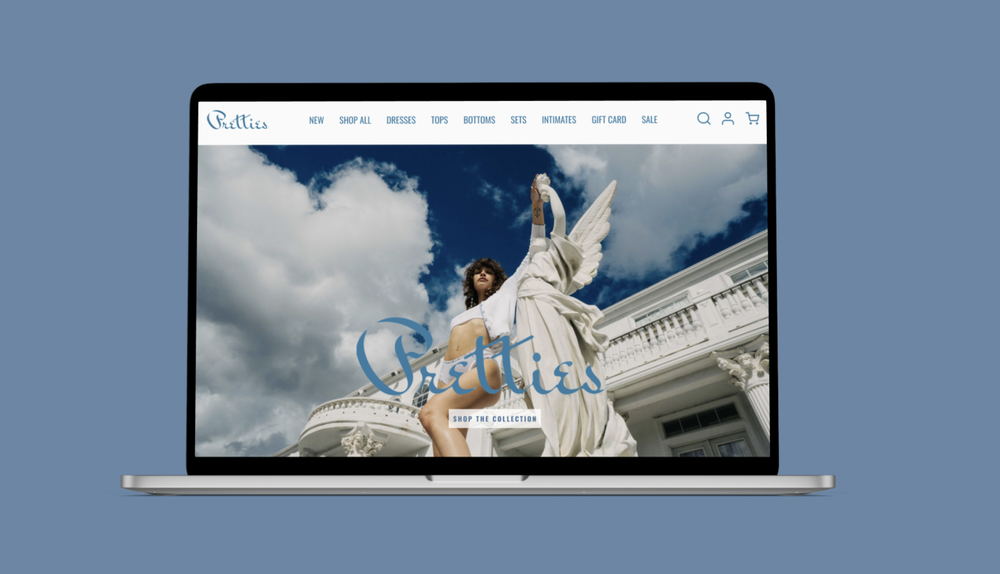 Pretties
NEW SHOP ALL DRESSES TOPS BOTTOMS SETS INTIMATES GIFT CARD SALE
Pretties
SHOP THE COLLECTION